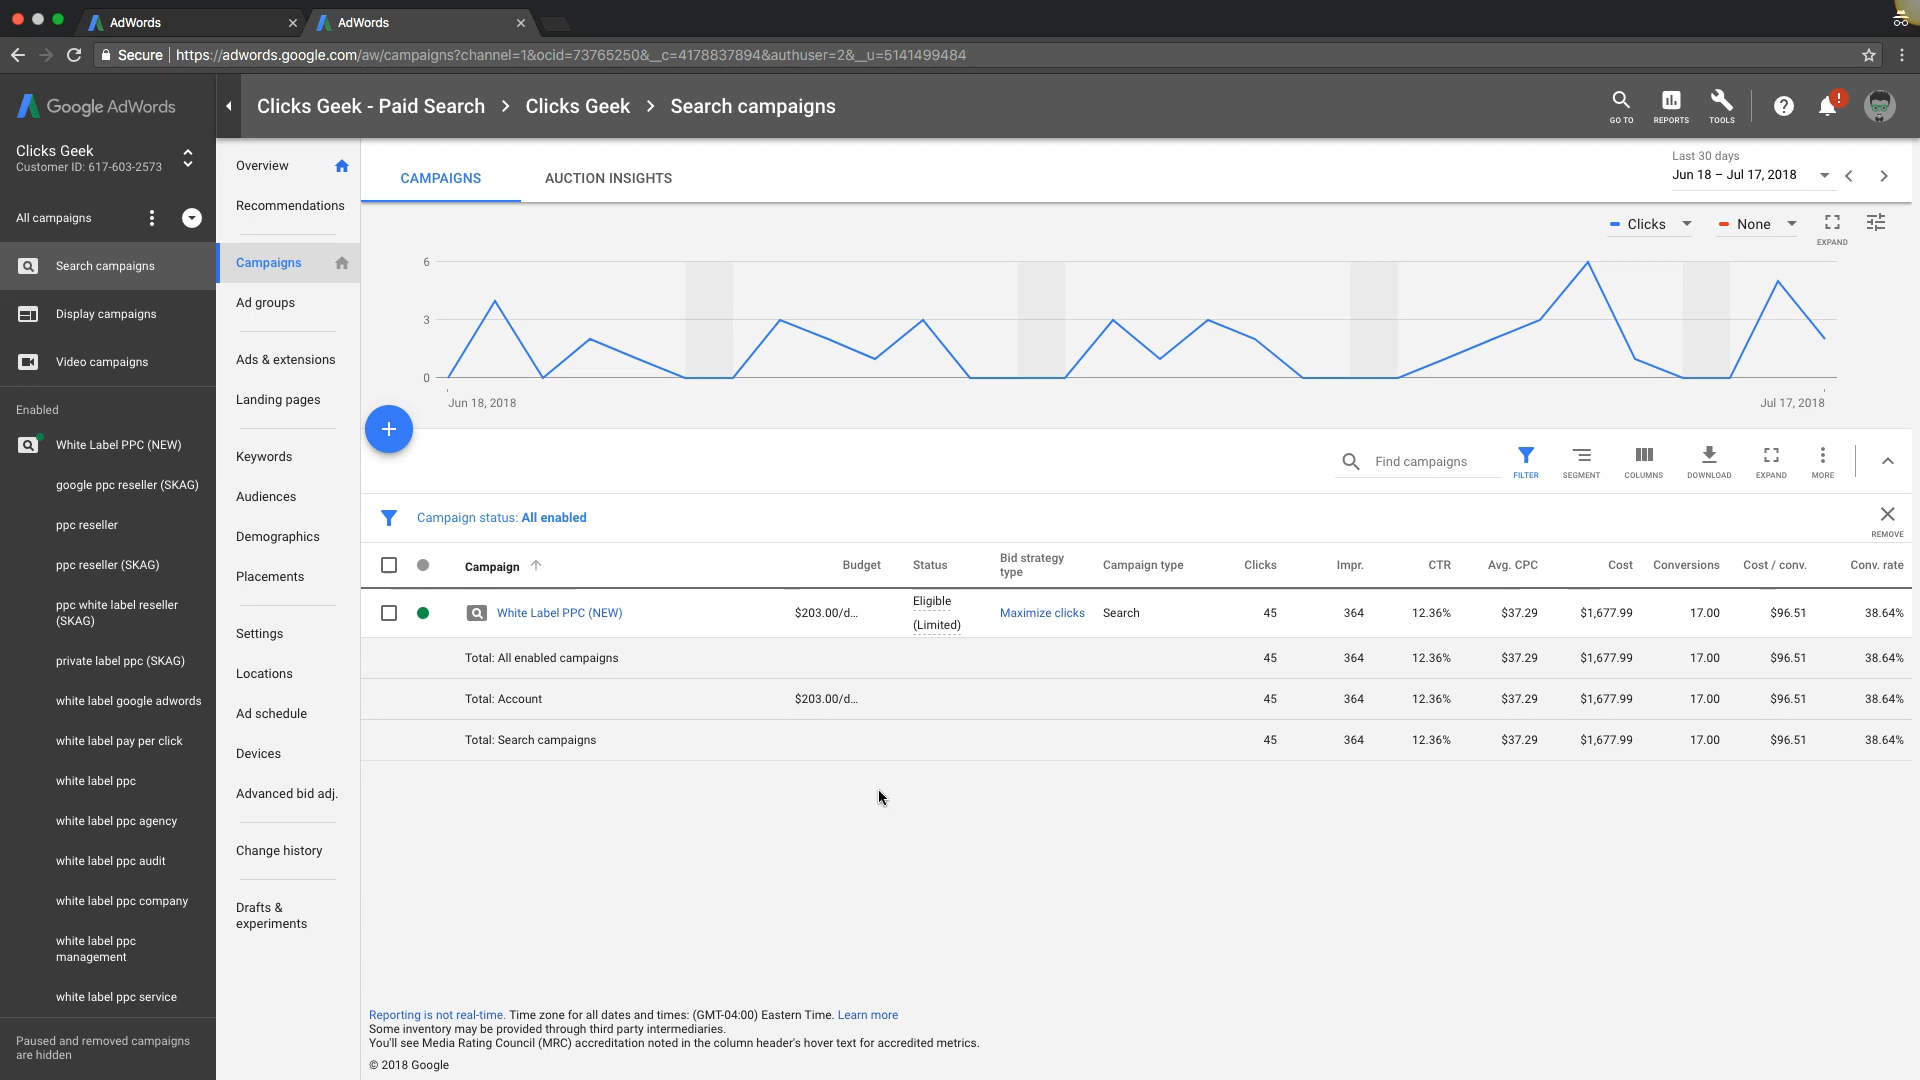 AdWords
AdWords
Secure
https://adwords.google.com/aw/campaigns?channel=1&ocid=73765250&__c=4178837894&authuser=2&__u=5141499484
Google AdWords
Clicks Geek - Paid Search > Clicks Geek > Search campaigns
GO TO
REPORTS
TOOLS
?
!
Clicks Geek
Customer ID: 617-603-2573
All campaigns
Search campaigns
Display campaigns
Video campaigns
Enabled
White Label PPC (NEW)
google ppc reseller (SKAG)
ppc reseller
ppc reseller (SKAG)
ppc white label reseller
(SKAG)
private label ppc (SKAG)
white label google adwords
white label pay per click
white label ppc
white label ppc agency
white label ppc audit
white label ppc company
white label ppc
management
white label ppc service
Paused and removed campaigns
are hidden
Overview
Recommendations
Campaigns
Ad groups
Ads & extensions
Landing pages
Keywords
Audiences
Demographics
Placements
Settings
Locations
Ad schedule
Devices
Advanced bid adj.
Change history
Drafts &
experiments
CAMPAIGNS
AUCTION INSIGHTS
Last 30 days
Jun 18 – Jul 17, 2018
Clicks
None
EXPAND
6
3
0
Jun 18, 2018
Jul 17, 2018
+
Find campaigns
FILTER
SEGMENT
COLUMNS
DOWNLOAD
EXPAND
MORE
Campaign status: All enabled
REMOVE
Campaign Budget Status Bid strategy type Campaign type Clicks Impr. CTR Avg. CPC Cost Conversions Cost / conv. Conv. rate
White Label PPC (NEW) $203.00/d... Eligible (Limited) Maximize clicks Search 45 364 12.36% $37.29 $1,677.99 17.00 $96.51 38.64%
Total: All enabled campaigns 45 364 12.36% $37.29 $1,677.99 17.00 $96.51 38.64%
Total: Account $203.00/d... 45 364 12.36% $37.29 $1,677.99 17.00 $96.51 38.64%
Total: Search campaigns 45 364 12.36% $37.29 $1,677.99 17.00 $96.51 38.64%
Reporting is not real-time. Time zone for all dates and times: (GMT-04:00) Eastern Time. Learn more
Some inventory may be provided through third party intermediaries.
You'll see Media Rating Council (MRC) accreditation noted in the column header's hover text for accredited metrics.
© 2018 Google